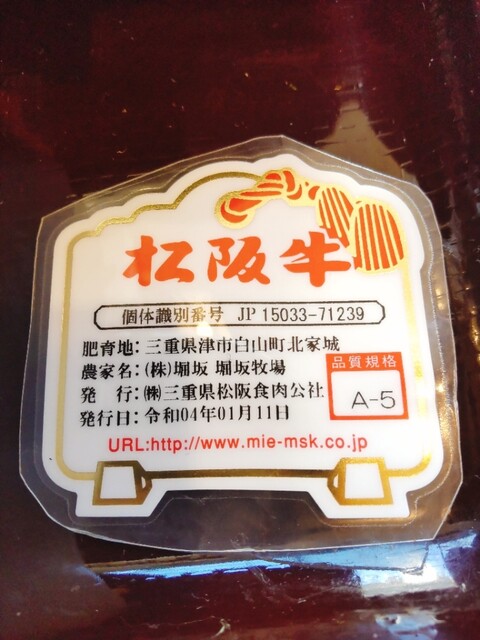 松阪牛
個体識別番号 JP 15033-71239
肥育地:三重県津市白山町北家城
農家名:(株)堀坂 堀坂牧場
発 行:㈱三重県松阪食肉公社
発行日:令和04年01月11日
品質規格
A-5
URL:http://www.mie-msk.co.jp